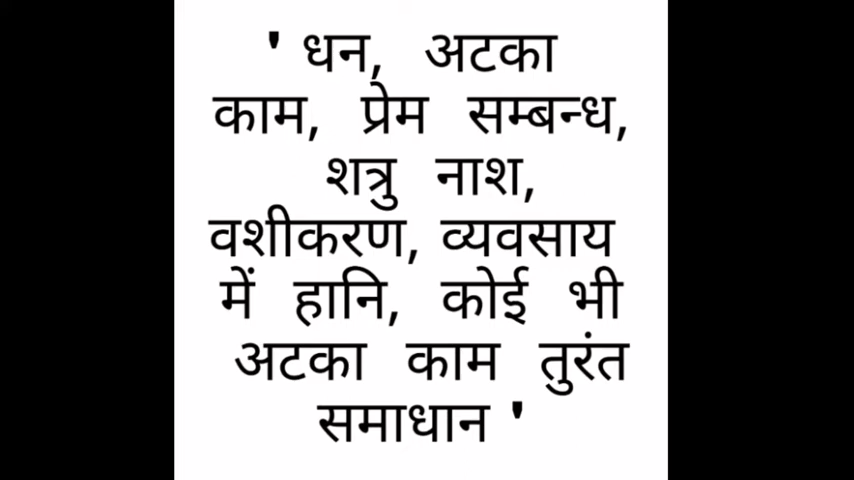 ' धन, अटका
काम, प्रेम सम्बन्ध,
शत्रु नाश,
वशीकरण, व्यवसाय
में हानि, कोई भी
अटका काम तुरंत
समाधान '